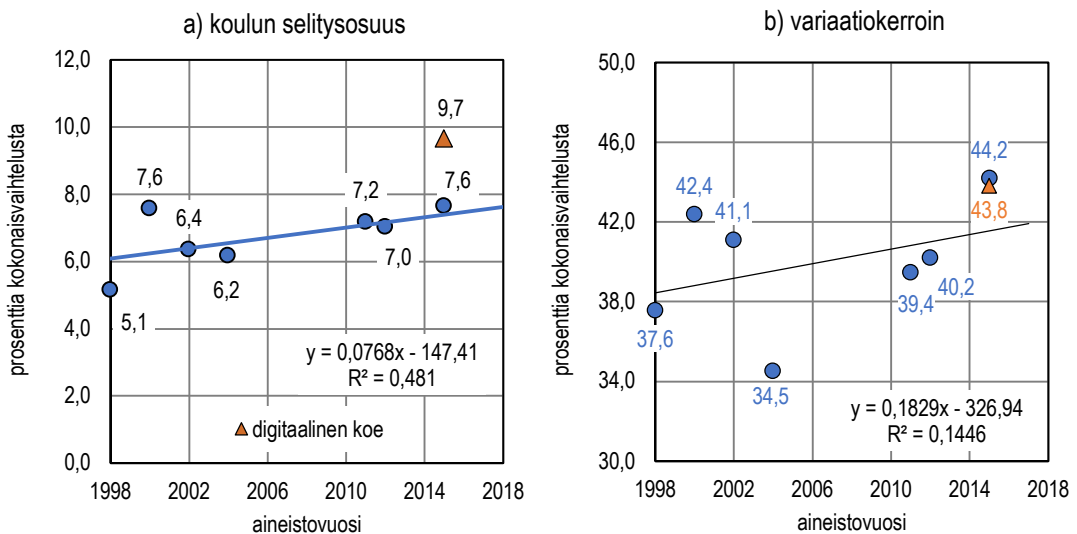 a) koulun selitysosuus
prosenttia kokonaisvaihtelusta
12,0
10,0
8,0
6,0
4,0
2,0
0,0
5,1
7,6
6,4
6,2
7,2
7,0
7,6
9,7
y = 0,0768x - 147,41
R² = 0,481
digitaalinen koe
1998 2002 2006 2010 2015 2018
aineistovuosi
b) variaatiokerroin
prosenttia kokonaisvaihtelusta
50,0
46,0
42,0
38,0
34,0
30,0
37,6
42,4
41,1
34,5
39,4
40,2
44,2
43,8
y = 0,1829x - 326,94
R² = 0,1446
1998 2002 2006 2010 2015 2018
aineistovuosi